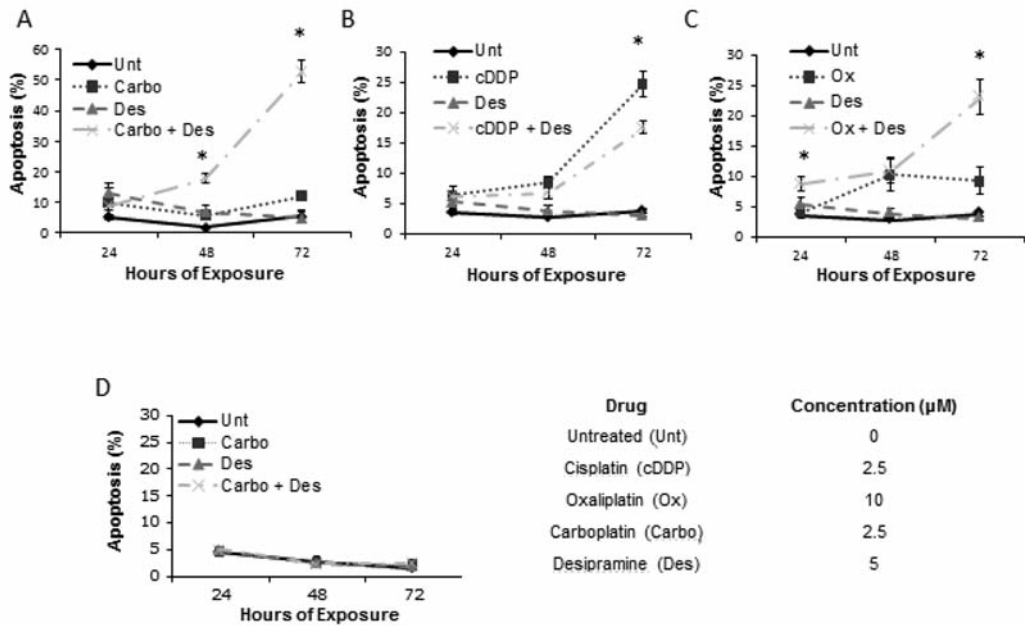 A
Apoptosis (%)
60
50
40
30
20
10
0
Unt
Carbo
Des
Carbo + Des
*
*
24
48
72
Hours of Exposure
B
Apoptosis (%)
30
25
20
15
10
5
0
Unt
cDDP
Des
cDDP + Des
*
24
48
72
Hours of Exposure
C
Apoptosis (%)
30
25
20
15
10
5
0
Unt
Ox
Des
Ox + Des
*
*
24
48
72
Hours of Exposure
D
Apoptosis (%)
30
25
20
15
10
5
0
Unt
Carbo
Des
Carbo + Des
24
48
72
Hours of Exposure
Drug Concentration (µM)
Untreated (Unt) 0
Cisplatin (cDDP) 2.5
Oxaliplatin (Ox) 10
Carboplatin (Carbo) 2.5
Desipramine (Des) 5